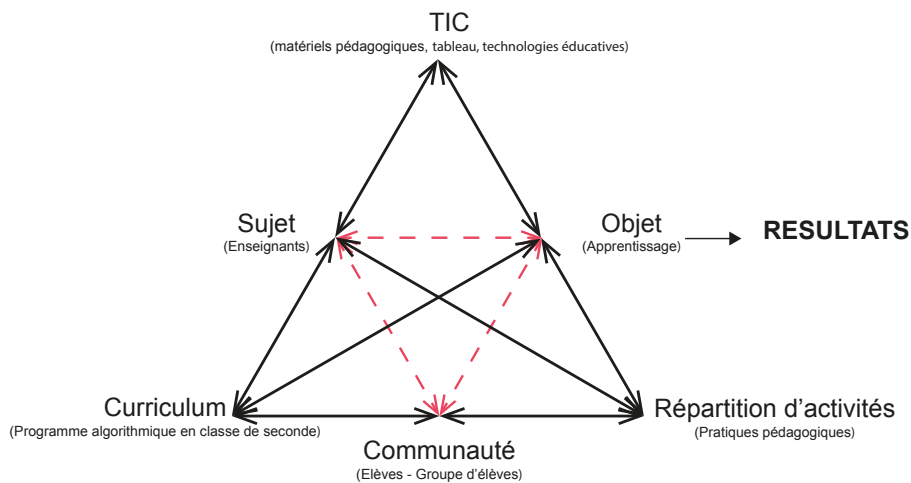 TIC
(matériels pédagogiques, tableau, technologies éducatives)
Sujet
(Enseignants)
Objet
(Apprentissage)
RESULTATS
Curriculum
(Programme algorithmique en classe de seconde)
Communauté
(Elèves - Groupe d'élèves)
Répartition d'activités
(Pratiques pédagogiques)